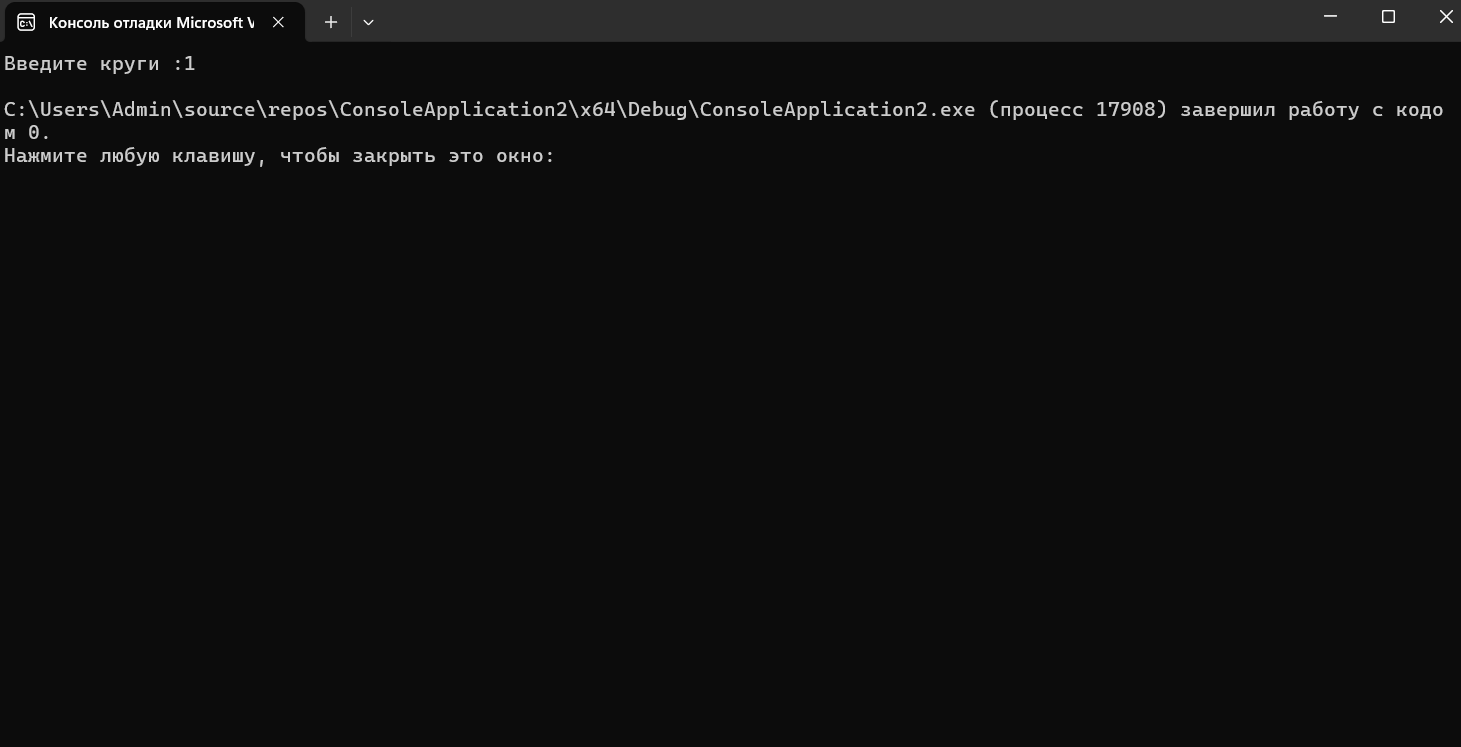 Консоль отладки Microsoft V
Введите круги :1
C:\Users\Admin\source\repos\ConsoleApplication2\x64\Debug\ConsoleApplication2.exe (процесс 17908) завершил работу с кодо
м 0.
Нажмите любую клавишу, чтобы закрыть это окно: